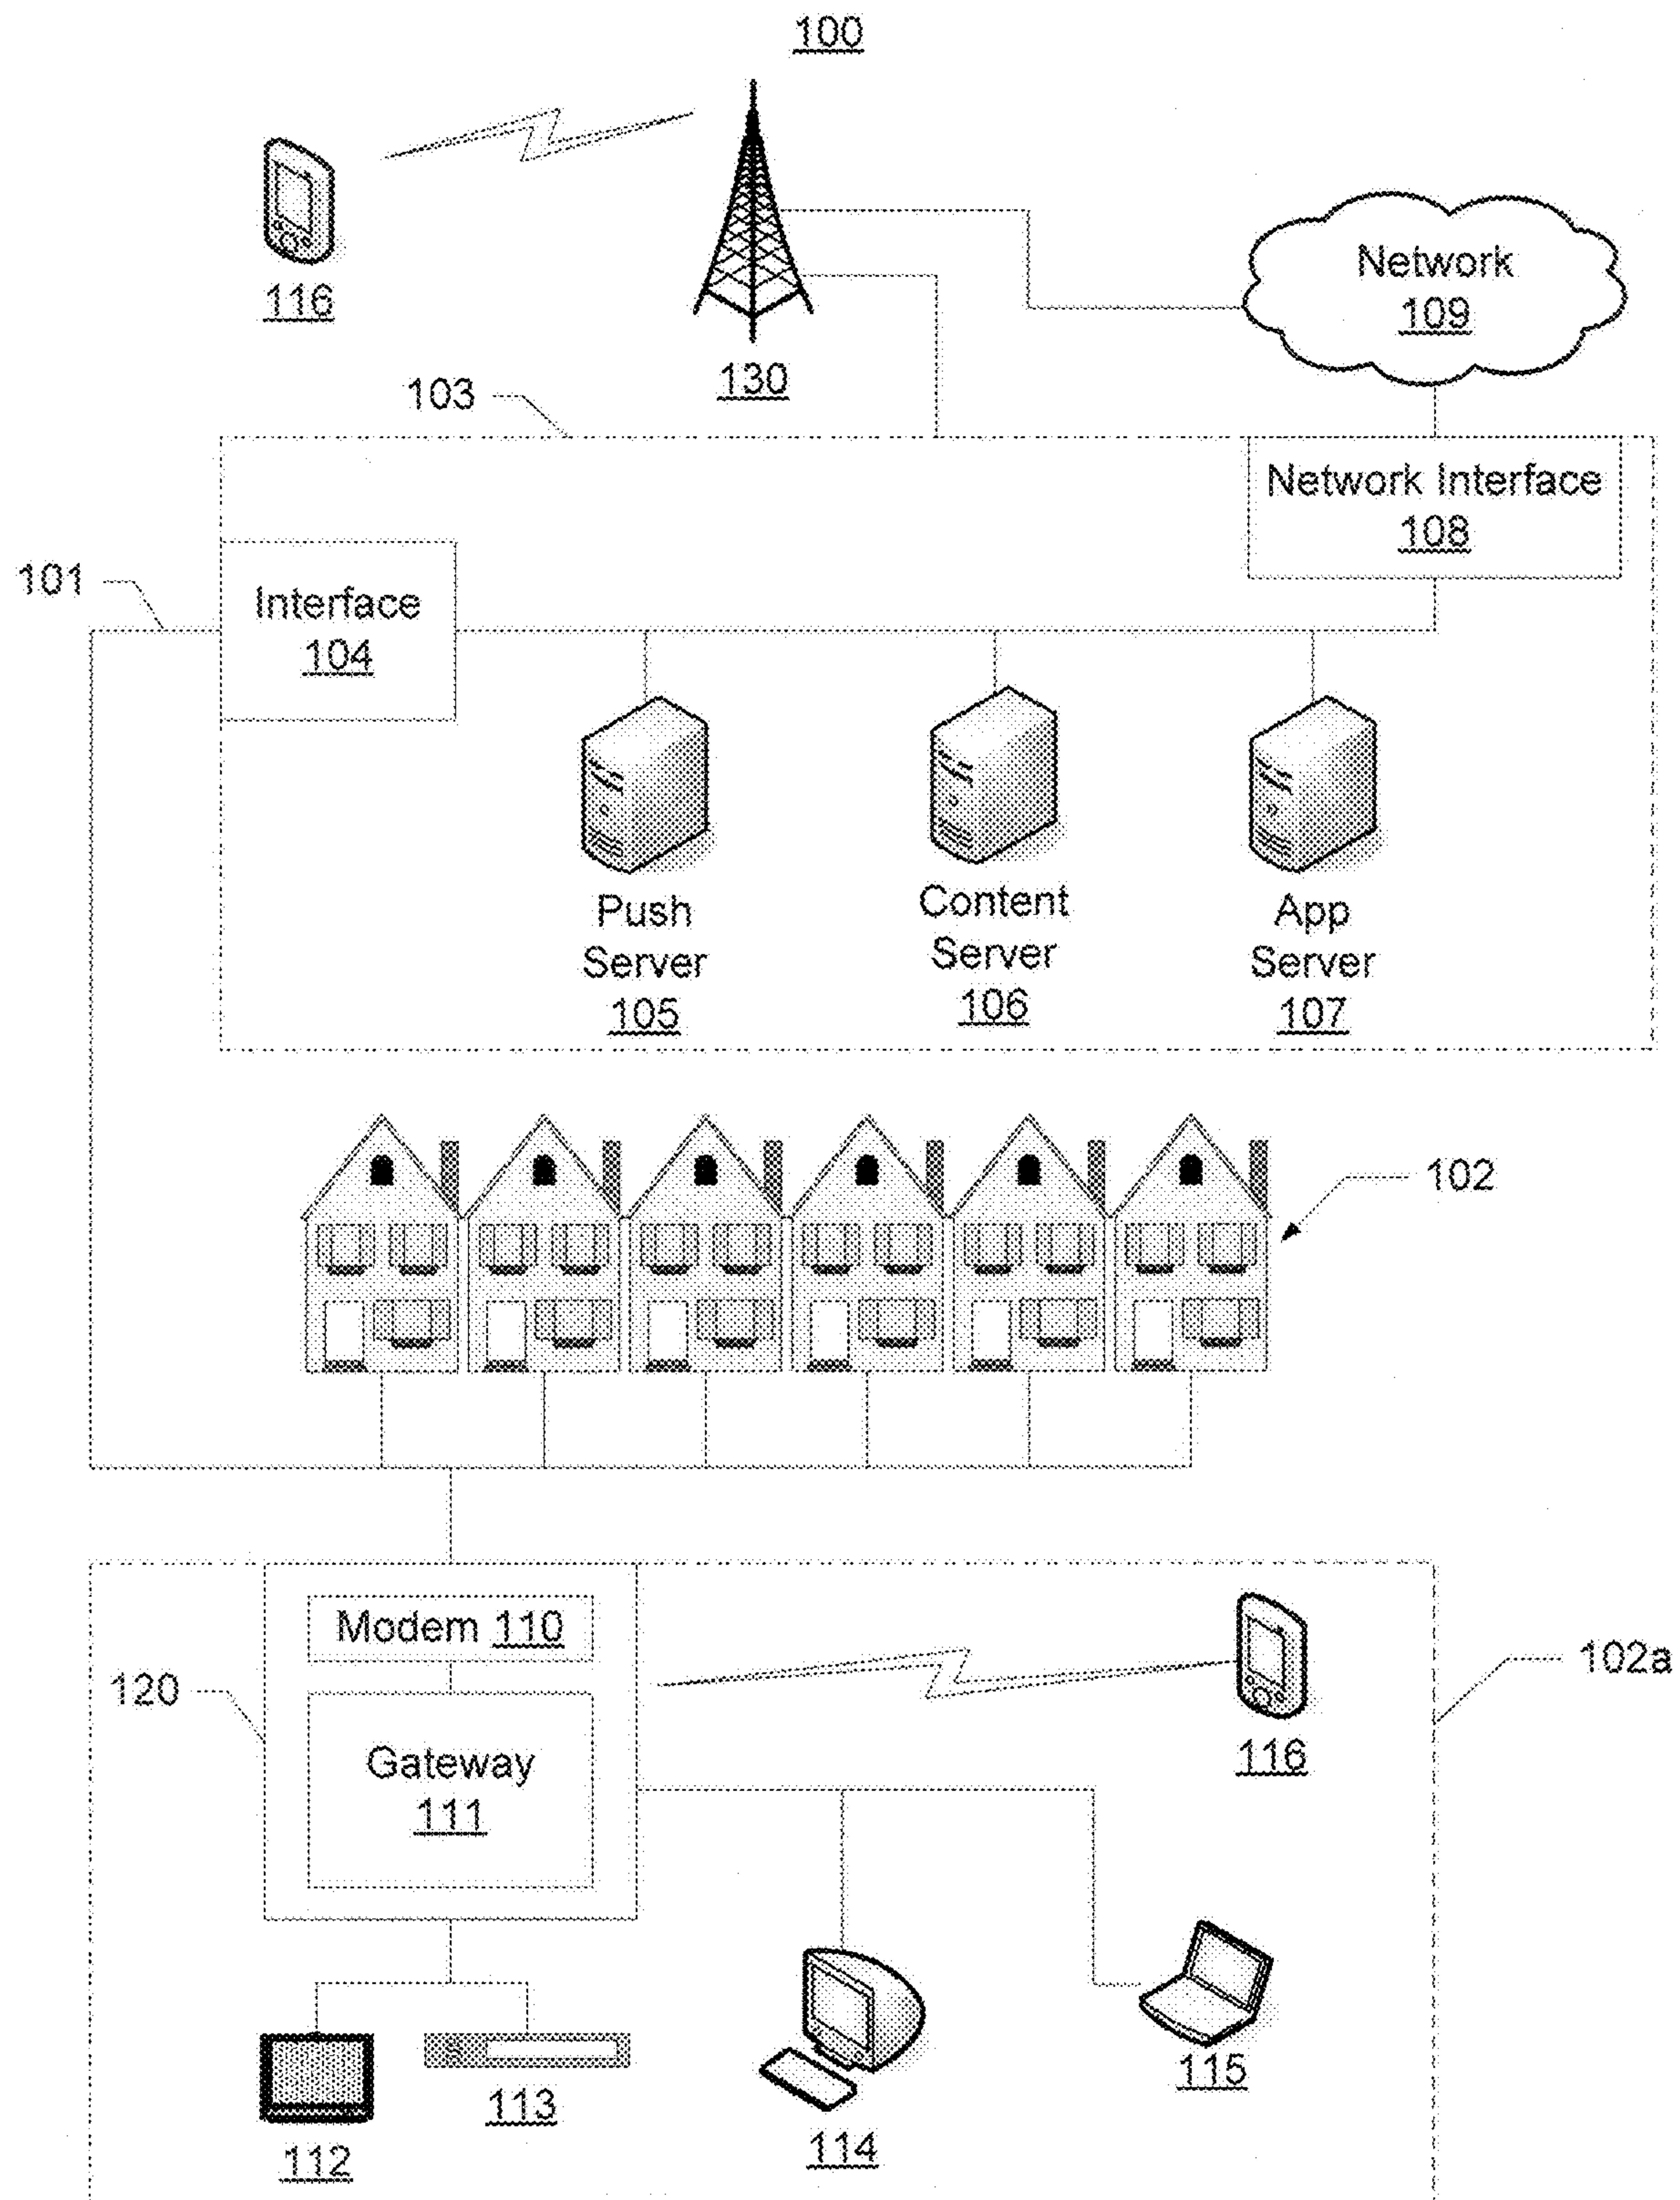 100
116
130
Network
109
103
Network Interface
108
101
Interface
104
Push
Server
105
Content
Server
106
App
Server
107
102
Modem 110
120
Gateway
111
116
102a
112
113
114
115